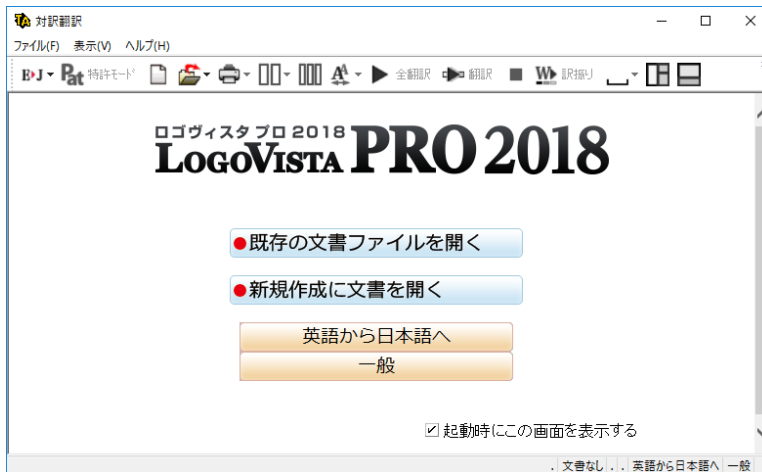 対訳翻訳
ファイル(F) 表示(V) ヘルプ(H)
E▶J Pat 特許モード A 全翻訳 翻訳 W 訳振り
ロゴヴィスタ プロ 2018
LOGOVISTA PRO 2018
●既存の文書ファイルを開く
●新規作成に文書を開く
英語から日本語へ
一般
起動時にこの画面を表示する
. 文書なし . . 英語から日本語へ 一般